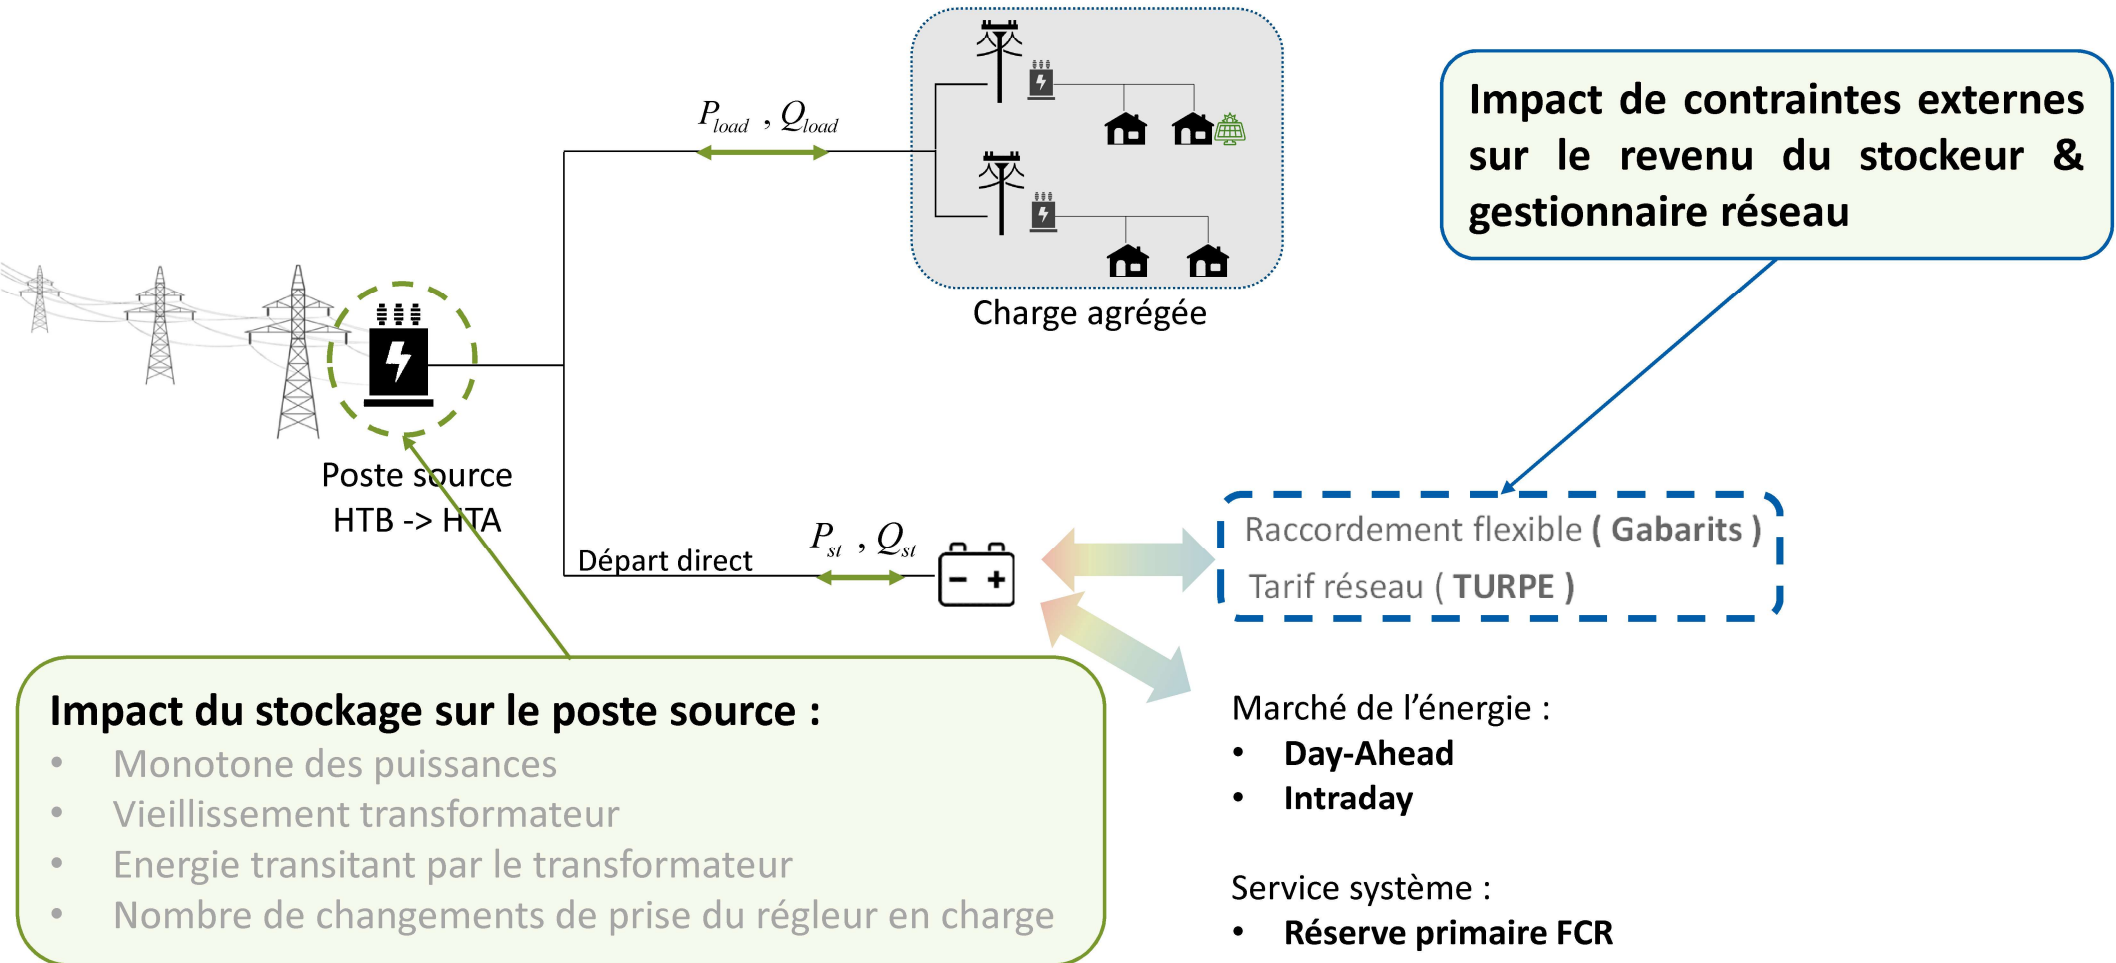 P_load , Q_load
Charge agrégée
Impact de contraintes externes
sur le revenu du stockeur &
gestionnaire réseau
Poste source
HTB -> HTA
Départ direct
P_st , Q_st
Raccordement flexible ( Gabarits )
Tarif réseau ( TURPE )
Impact du stockage sur le poste source :
• Monotone des puissances
• Vieillissement transformateur
• Energie transitant par le transformateur
• Nombre de changements de prise du régleur en charge
Marché de l’énergie :
• Day-Ahead
• Intraday
Service système :
• Réserve primaire FCR